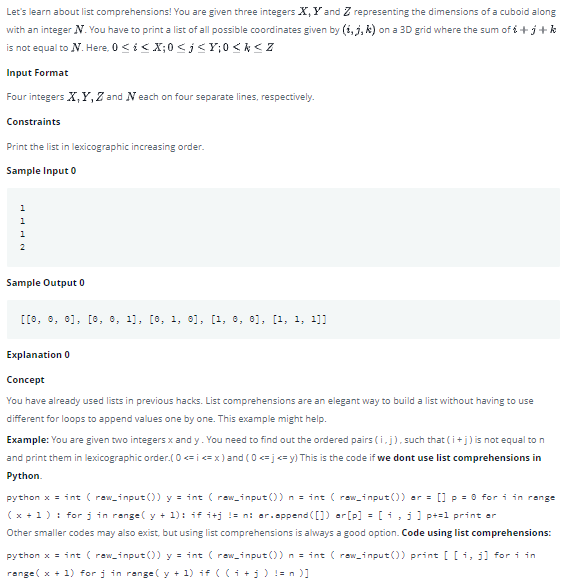 Let's learn about list comprehensions! You are given three integers X, Y and Z representing the dimensions of a cuboid along
with an integer N. You have to print a list of all possible coordinates given by (i, j, k) on a 3D grid where the sum of i + j + k
is not equal to N. Here, 0 ≤ i ≤ X; 0 ≤ j ≤ Y; 0 ≤ k ≤ Z
Input Format
Four integers X, Y, Z and N each on four separate lines, respectively.
Constraints
Print the list in lexicographic increasing order.
Sample Input 0
1
1
1
2
Sample Output 0
[[0, 0, 0], [0, 0, 1], [0, 1, 0], [1, 0, 0], [1, 1, 1]]
Explanation 0
Concept
You have already used lists in previous hacks. List comprehensions are an elegant way to build a list without having to use
different for loops to append values one by one. This example might help.
Example: You are given two integers x and y . You need to find out the ordered pairs ( i , j ) , such that ( i + j ) is not equal to n
and print them in lexicographic order.( 0 <= i <= x ) and ( 0 <= j <= y) This is the code if we dont use list comprehensions in
Python.
python x = int ( raw_input()) y = int ( raw_input()) n = int ( raw_input()) ar = [] p = 0 for i in range
( x + 1 ) : for j in range( y + 1): if i+j != n: ar.append([]) ar[p] = [ i , j ] p+=1 print ar
Other smaller codes may also exist, but using list comprehensions is always a good option. Code using list comprehensions:
python x = int ( raw_input()) y = int ( raw_input()) n = int ( raw_input()) print [ [ i, j] for i in
range( x + 1) for j in range( y + 1) if ( ( i + j ) != n )]